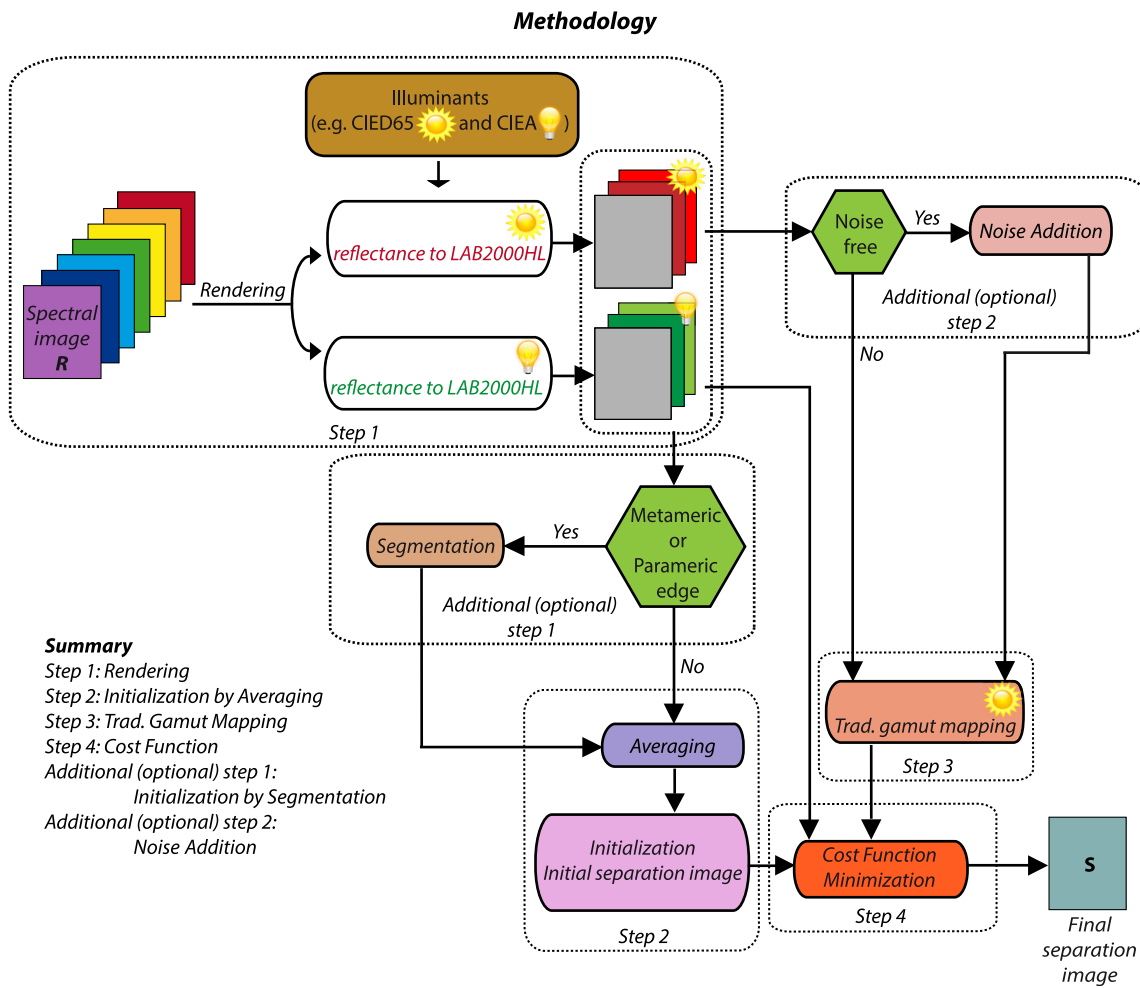 Methodology
Illuminants
(e.g. CIED65 and CIEA )
reflectance to LAB2000HL
Rendering
Spectral
image
R
reflectance to LAB2000HL
Step 1
Noise
free
Yes
Noise Addition
Additional (optional)
step 2
No
Metameric
or
Parameric
edge
Yes
Segmentation
Additional (optional)
step 1
No
Summary
Step 1: Rendering
Step 2: Initialization by Averaging
Step 3: Trad. Gamut Mapping
Step 4: Cost Function
Additional (optional) step 1:
Initialization by Segmentation
Additional (optional) step 2:
Noise Addition
Averaging
Initialization
Initial separation image
Step 2
Trad. gamut mapping
Step 3
Cost Function
Minimization
Step 4
S
Final
separation
image